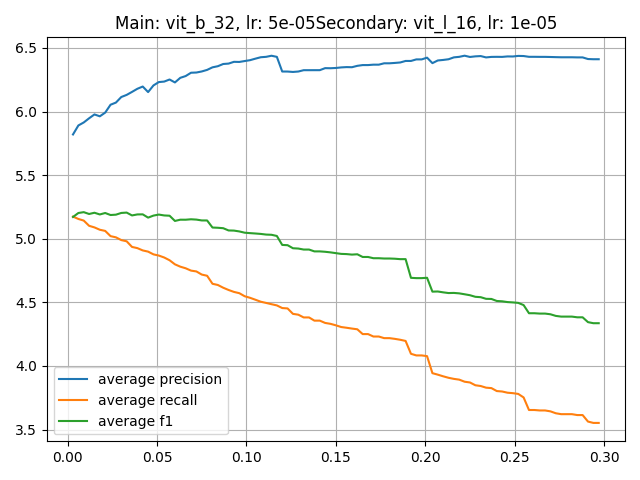 Main: vit_b_32, lr: 5e-05Secondary: vit_l_16, lr: 1e-05
6.5
6.0
5.5
5.0
4.5
4.0
3.5
average precision
average recall
average f1
0.00 0.05 0.10 0.15 0.20 0.25 0.30